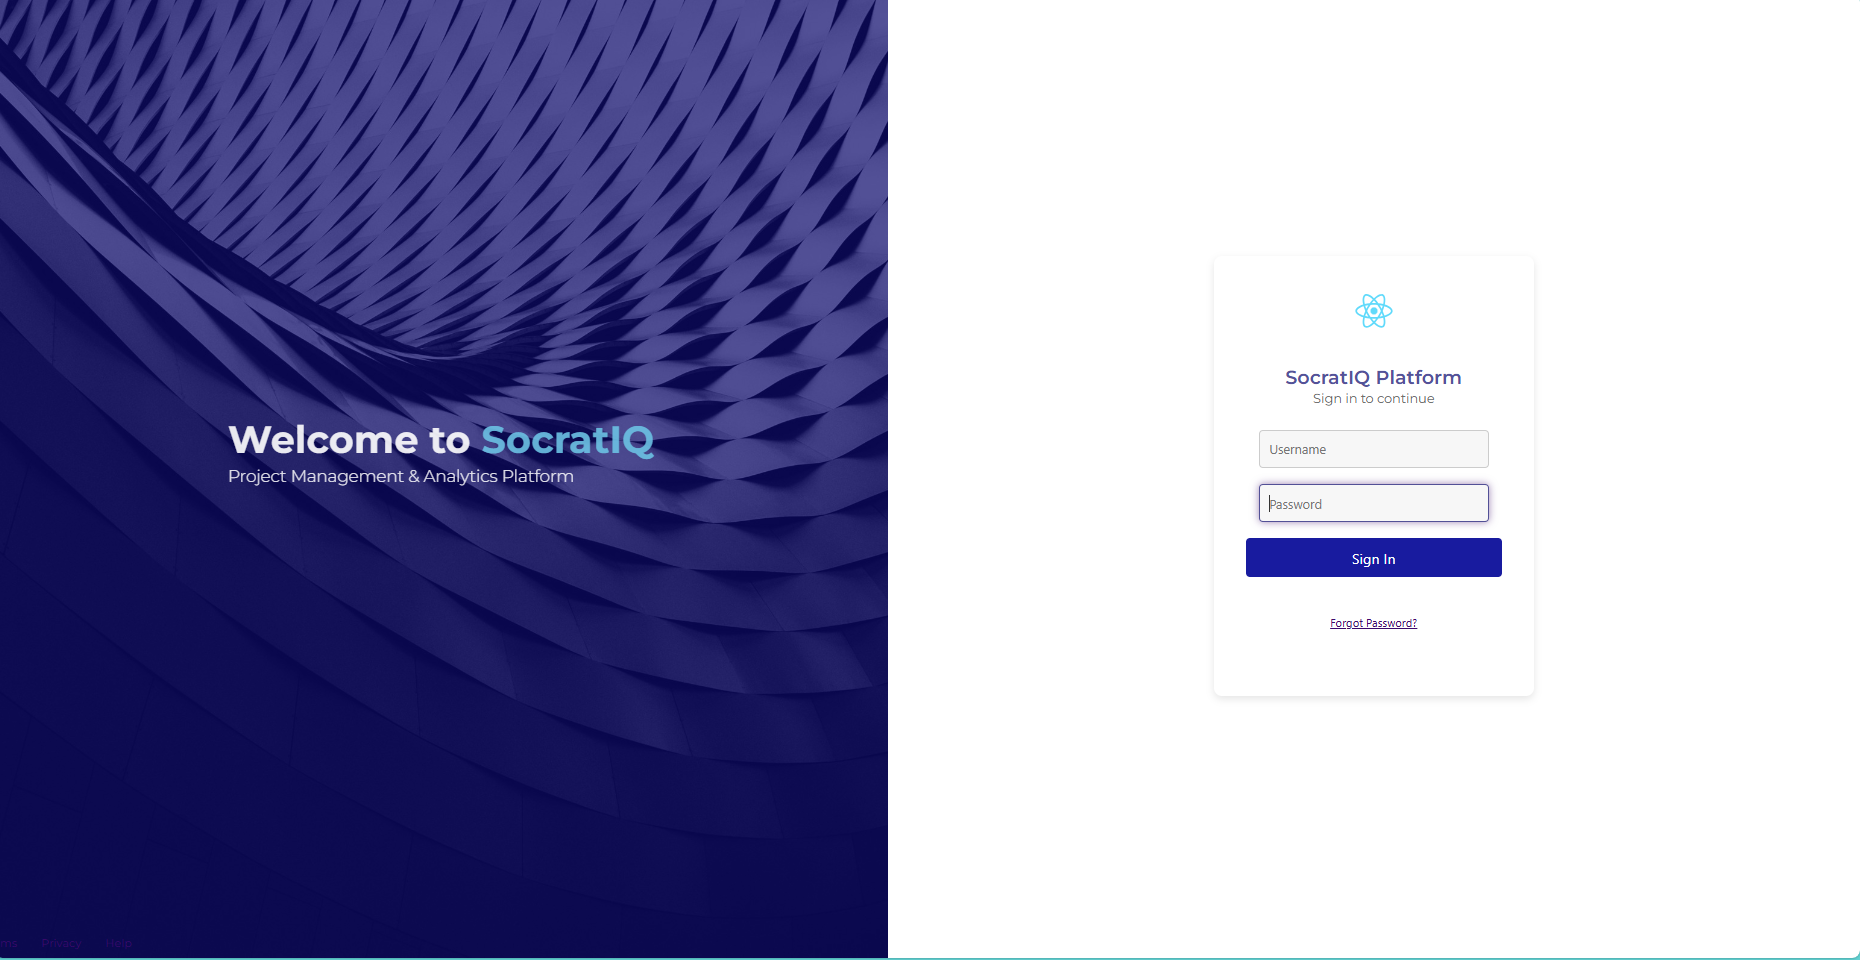 Welcome to SocratIQ
Project Management & Analytics Platform
Privacy
Help
SocratIQ Platform
Sign in to continue
Username
Password
Sign In
Forgot Password?